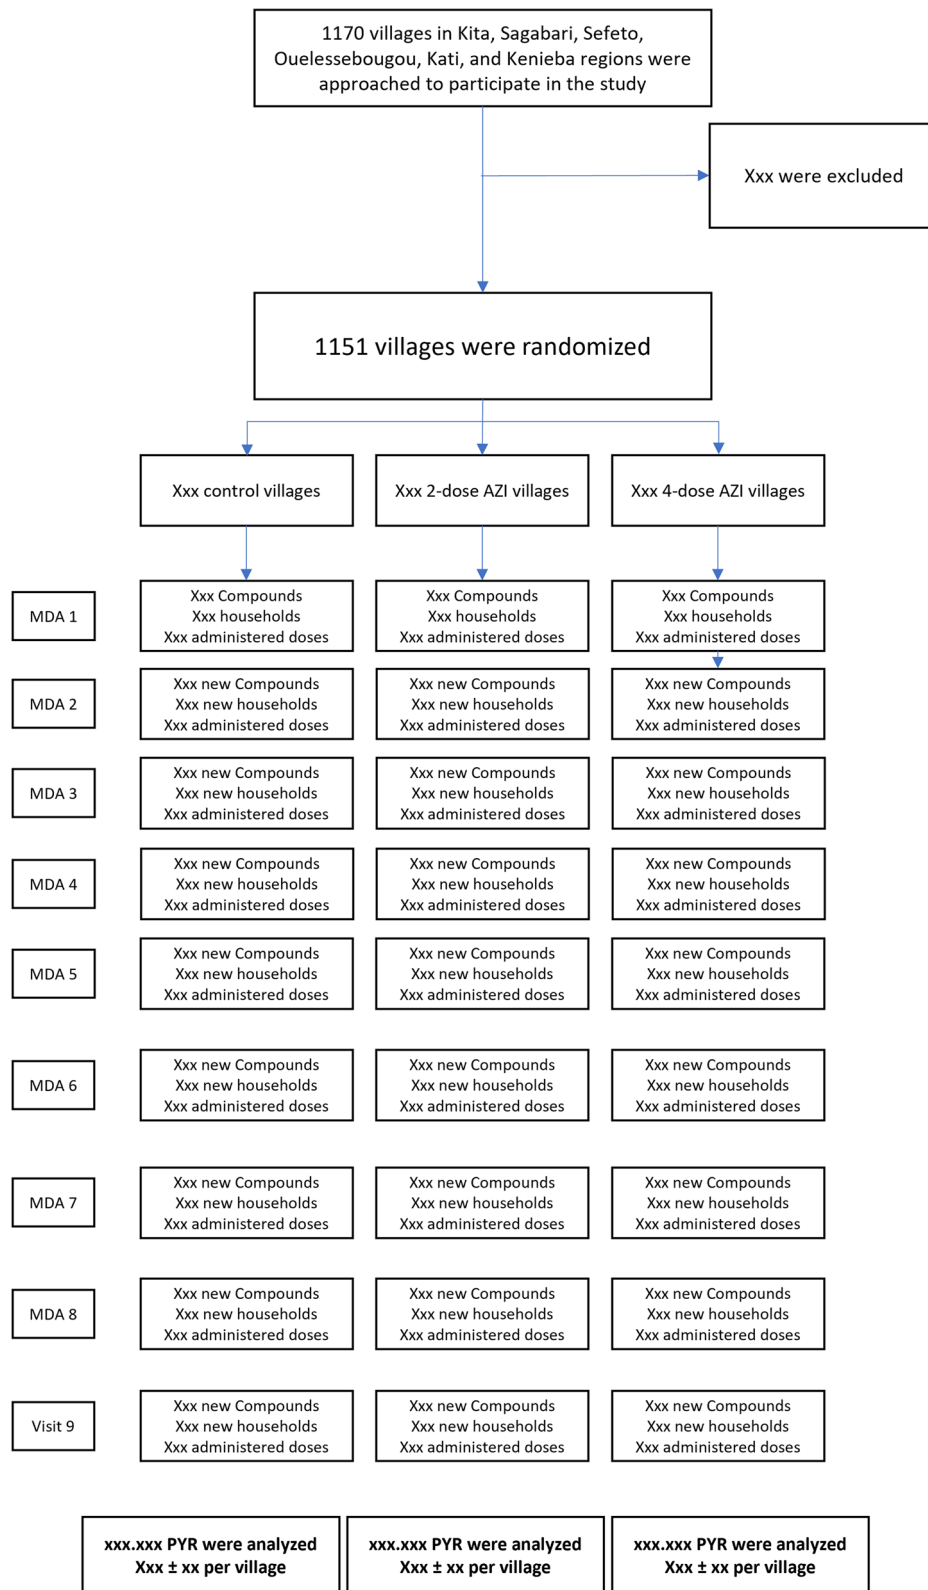 1170 villages in Kita, Sagabari, Sefeto,
Ouelessebougou, Kati, and Kenieba regions were
approached to participate in the study
Xxx were excluded
1151 villages were randomized
Xxx control villages
Xxx 2-dose AZI villages
Xxx 4-dose AZI villages
MDA 1
Xxx Compounds
Xxx households
Xxx administered doses
Xxx Compounds
Xxx households
Xxx administered doses
Xxx Compounds
Xxx households
Xxx administered doses
MDA 2
Xxx new Compounds
Xxx new households
Xxx administered doses
Xxx new Compounds
Xxx new households
Xxx administered doses
Xxx new Compounds
Xxx new households
Xxx administered doses
MDA 3
Xxx new Compounds
Xxx new households
Xxx administered doses
Xxx new Compounds
Xxx new households
Xxx administered doses
Xxx new Compounds
Xxx new households
Xxx administered doses
MDA 4
Xxx new Compounds
Xxx new households
Xxx administered doses
Xxx new Compounds
Xxx new households
Xxx administered doses
Xxx new Compounds
Xxx new households
Xxx administered doses
MDA 5
Xxx new Compounds
Xxx new households
Xxx administered doses
Xxx new Compounds
Xxx new households
Xxx administered doses
Xxx new Compounds
Xxx new households
Xxx administered doses
MDA 6
Xxx new Compounds
Xxx new households
Xxx administered doses
Xxx new Compounds
Xxx new households
Xxx administered doses
Xxx new Compounds
Xxx new households
Xxx administered doses
MDA 7
Xxx new Compounds
Xxx new households
Xxx administered doses
Xxx new Compounds
Xxx new households
Xxx administered doses
Xxx new Compounds
Xxx new households
Xxx administered doses
MDA 8
Xxx new Compounds
Xxx new households
Xxx administered doses
Xxx new Compounds
Xxx new households
Xxx administered doses
Xxx new Compounds
Xxx new households
Xxx administered doses
Visit 9
Xxx new Compounds
Xxx new households
Xxx administered doses
Xxx new Compounds
Xxx new households
Xxx administered doses
Xxx new Compounds
Xxx new households
Xxx administered doses
xxx.xxx PYR were analyzed
Xxx ± xx per village
xxx.xxx PYR were analyzed
Xxx ± xx per village
xxx.xxx PYR were analyzed
Xxx ± xx per village